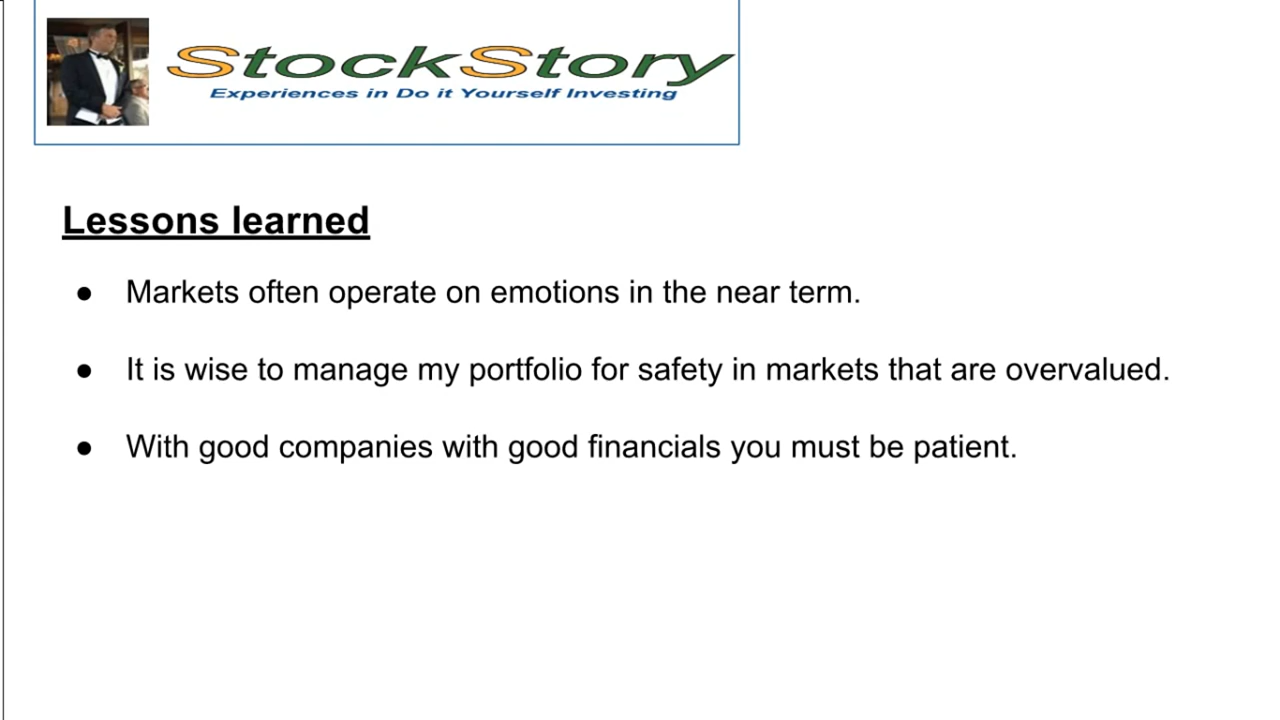 StockStory
Experiences in Do it Yourself Investing
Lessons learned
● Markets often operate on emotions in the near term.
● It is wise to manage my portfolio for safety in markets that are overvalued.
● With good companies with good financials you must be patient.